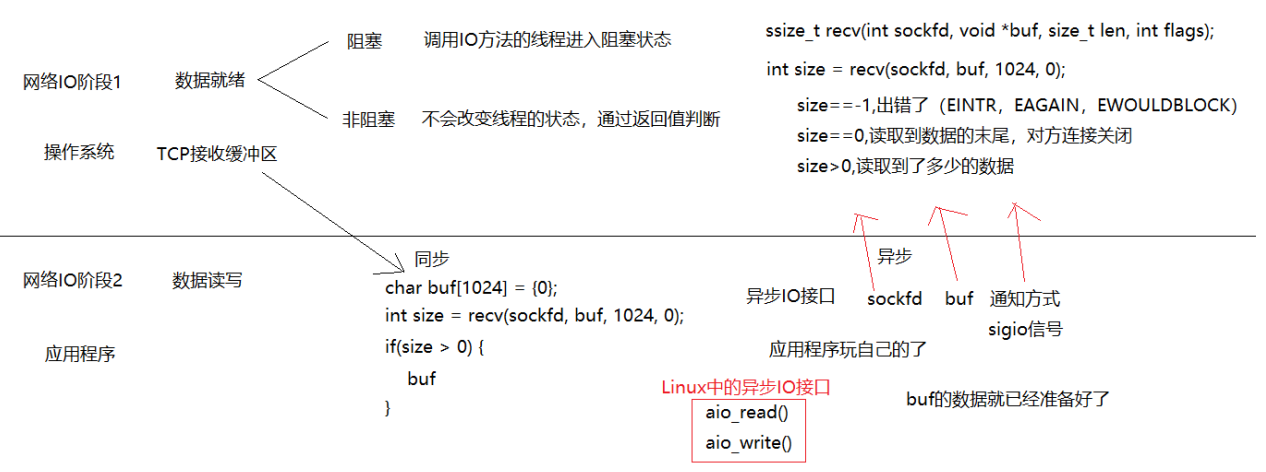 阻塞 调用IO方法的线程进入阻塞状态
网络IO阶段1 数据就绪
非阻塞 不会改变线程的状态，通过返回值判断
操作系统 TCP接收缓冲区
ssize_t recv(int sockfd, void *buf, size_t len, int flags);
int size = recv(sockfd, buf, 1024, 0);
size==-1,出错了（EINTR，EAGAIN，EWOULDBLOCK）
size==0,读取到数据的末尾，对方连接关闭
size>0,读取到了多少的数据
网络IO阶段2 数据读写
应用程序
同步
char buf[1024] = {0};
int size = recv(sockfd, buf, 1024, 0);
if(size > 0) {
buf
}
异步
异步IO接口 sockfd buf 通知方式
sigio信号
应用程序玩自己的了
buf的数据就已经准备好了
Linux中的异步IO接口
aio_read()
aio_write()